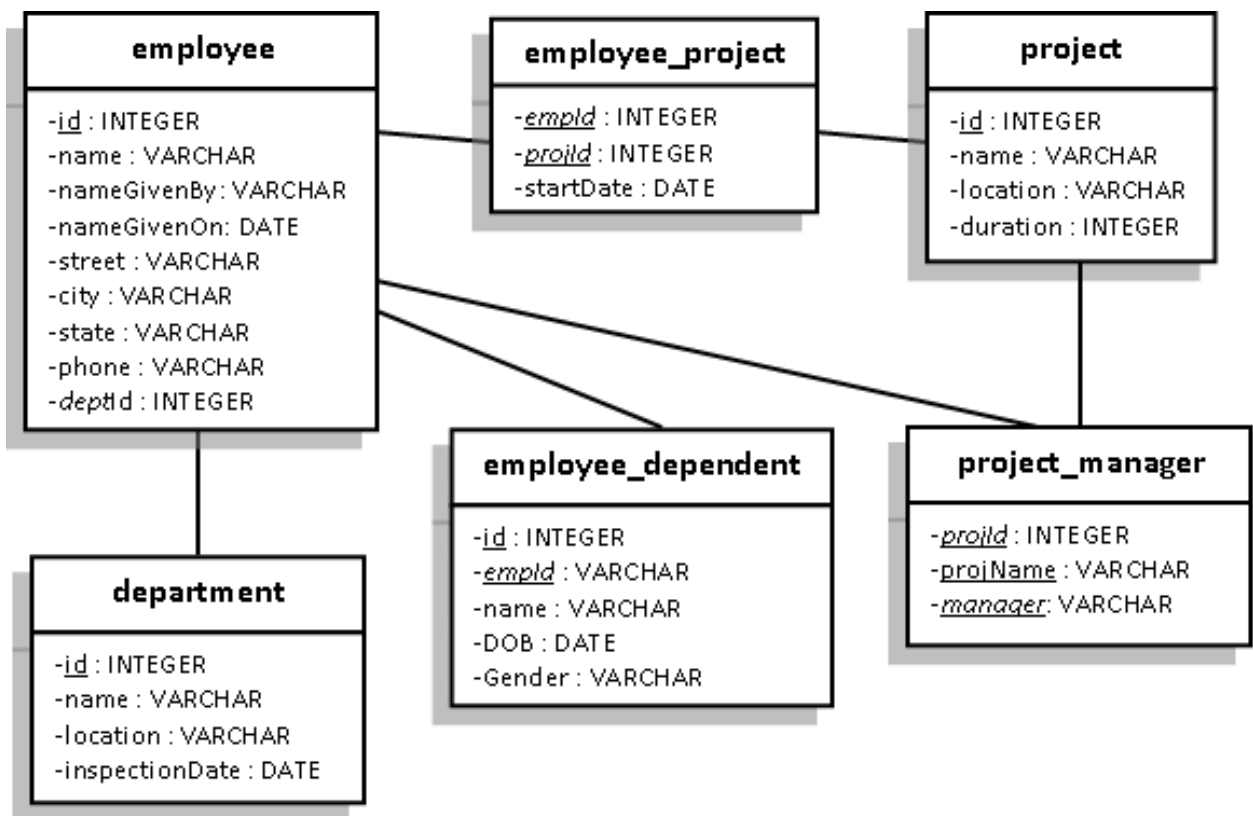 employee
-id : INTEGER
-name : VARCHAR
-nameGivenBy: VARCHAR
-nameGivenOn: DATE
-street : VARCHAR
-city : VARCHAR
-state : VARCHAR
-phone : VARCHAR
-deptId : INTEGER
employee_project
-empId : INTEGER
-projId : INTEGER
-startDate : DATE
project
-id : INTEGER
-name : VARCHAR
-location : VARCHAR
-duration : INTEGER
department
-id : INTEGER
-name : VARCHAR
-location : VARCHAR
-inspectionDate : DATE
employee_dependent
-id : INTEGER
-empId : VARCHAR
-name : VARCHAR
-DOB : DATE
-Gender : VARCHAR
project_manager
-projId : INTEGER
-projName : VARCHAR
-manager: VARCHAR